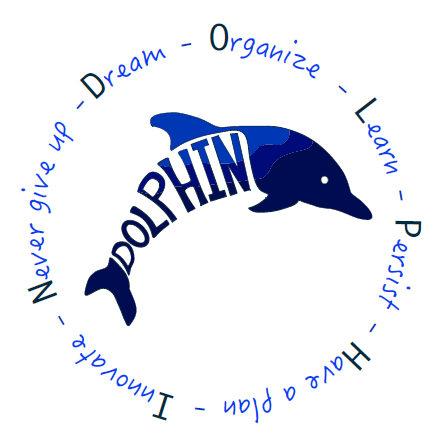 Dream - Organize - Learn - Persist - Have a plan - Innovate - Never give up -
DOLPHIN